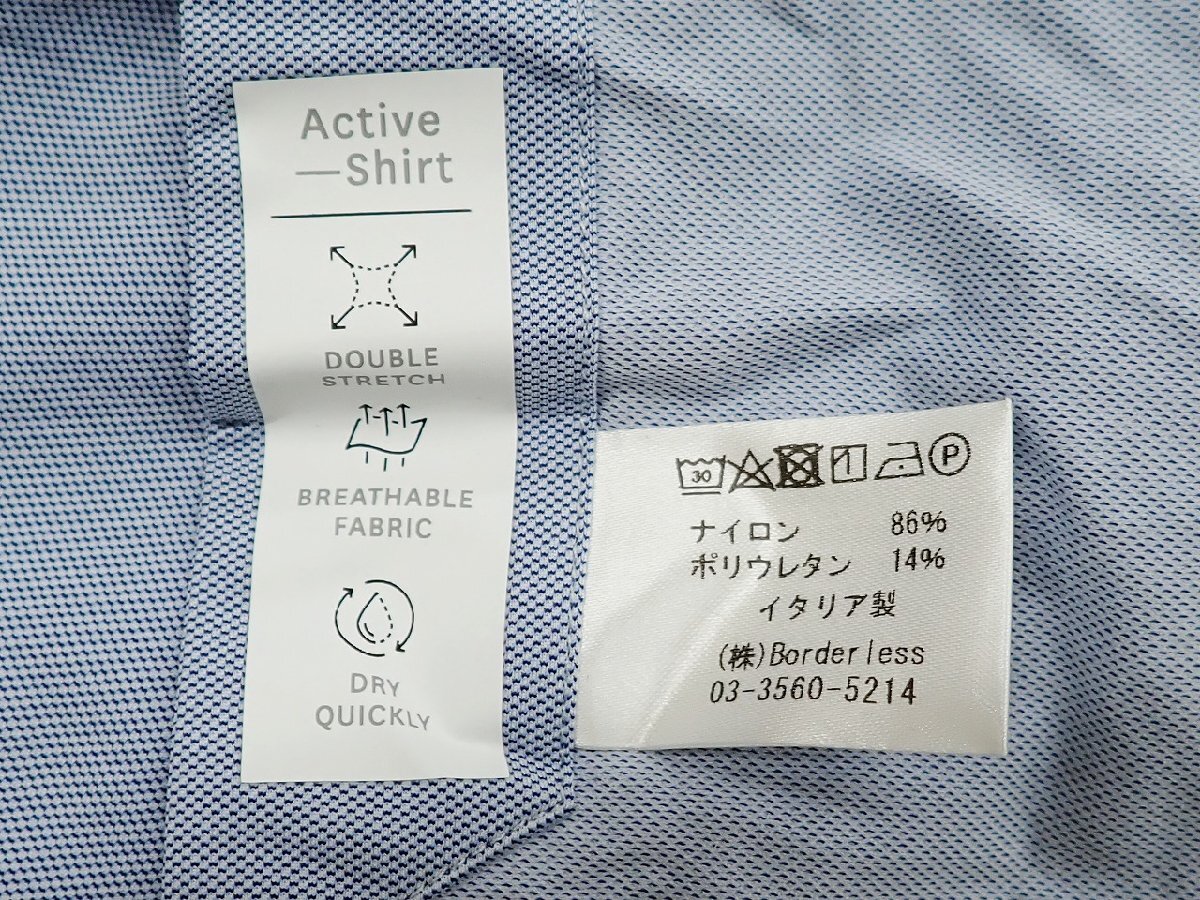 Active
—Shirt
DOUBLE
STRETCH
BREATHABLE
FABRIC
DRY
QUICKLY
30 P
ナイロン 86%
ポリウレタン 14%
イタリア製
(株)Borderless
03-3560-5214